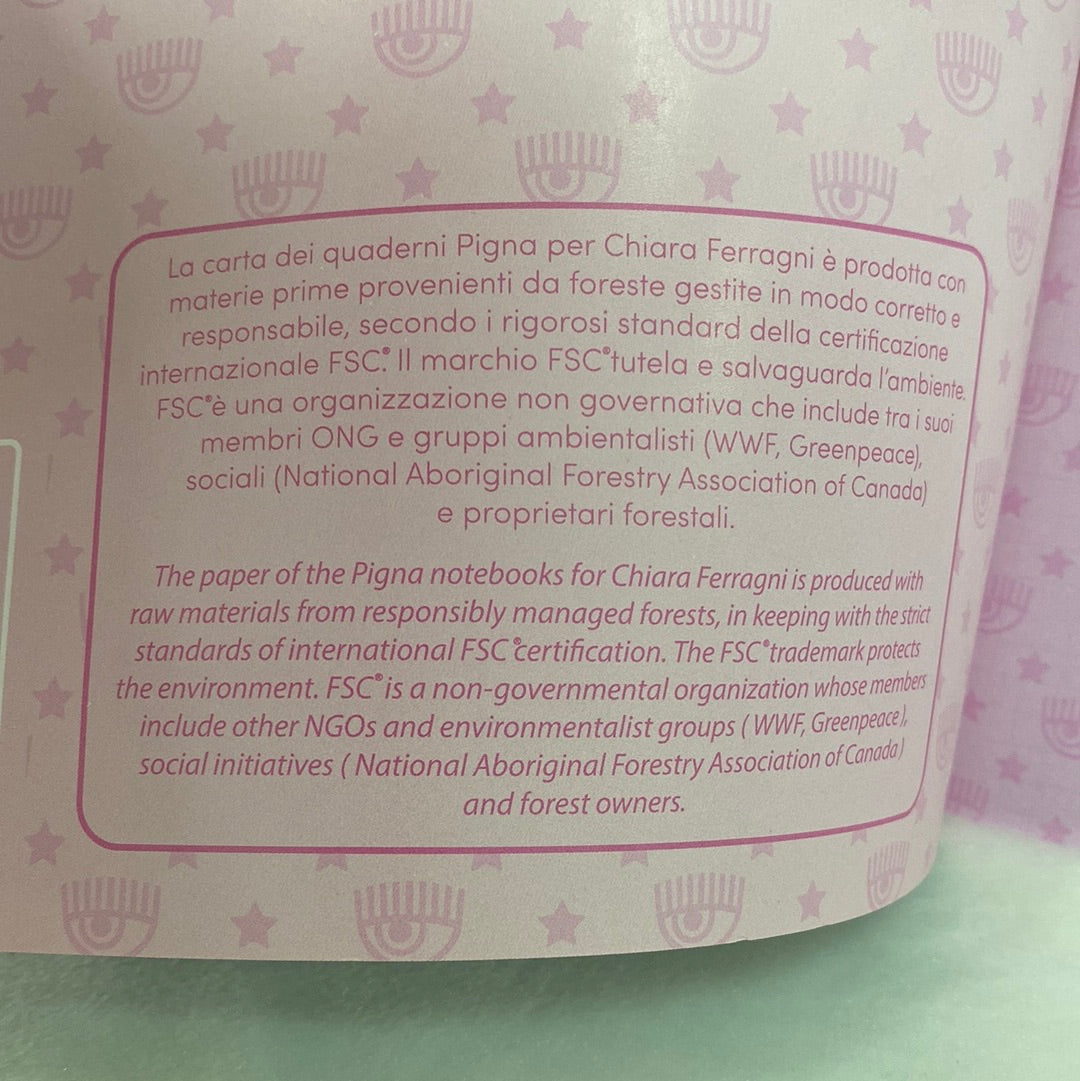 La carta dei quaderni Pigna per Chiara Ferragni è prodotta con
materie prime provenienti da foreste gestite in modo corretto e
responsabile, secondo i rigorosi standard della certificazione
internazionale FSC®. Il marchio FSC® tutela e salvaguarda l'ambiente.
FSC® è una organizzazione non governativa che include tra i suoi
membri ONG e gruppi ambientalisti (WWF, Greenpeace),
sociali (National Aboriginal Forestry Association of Canada)
e proprietari forestali.
The paper of the Pigna notebooks for Chiara Ferragni is produced with
raw materials from responsibly managed forests, in keeping with the strict
standards of international FSC® certification. The FSC® trademark protects
the environment. FSC® is a non-governmental organization whose members
include other NGOs and environmentalist groups ( WWF, Greenpeace),
social initiatives ( National Aboriginal Forestry Association of Canada)
and forest owners.